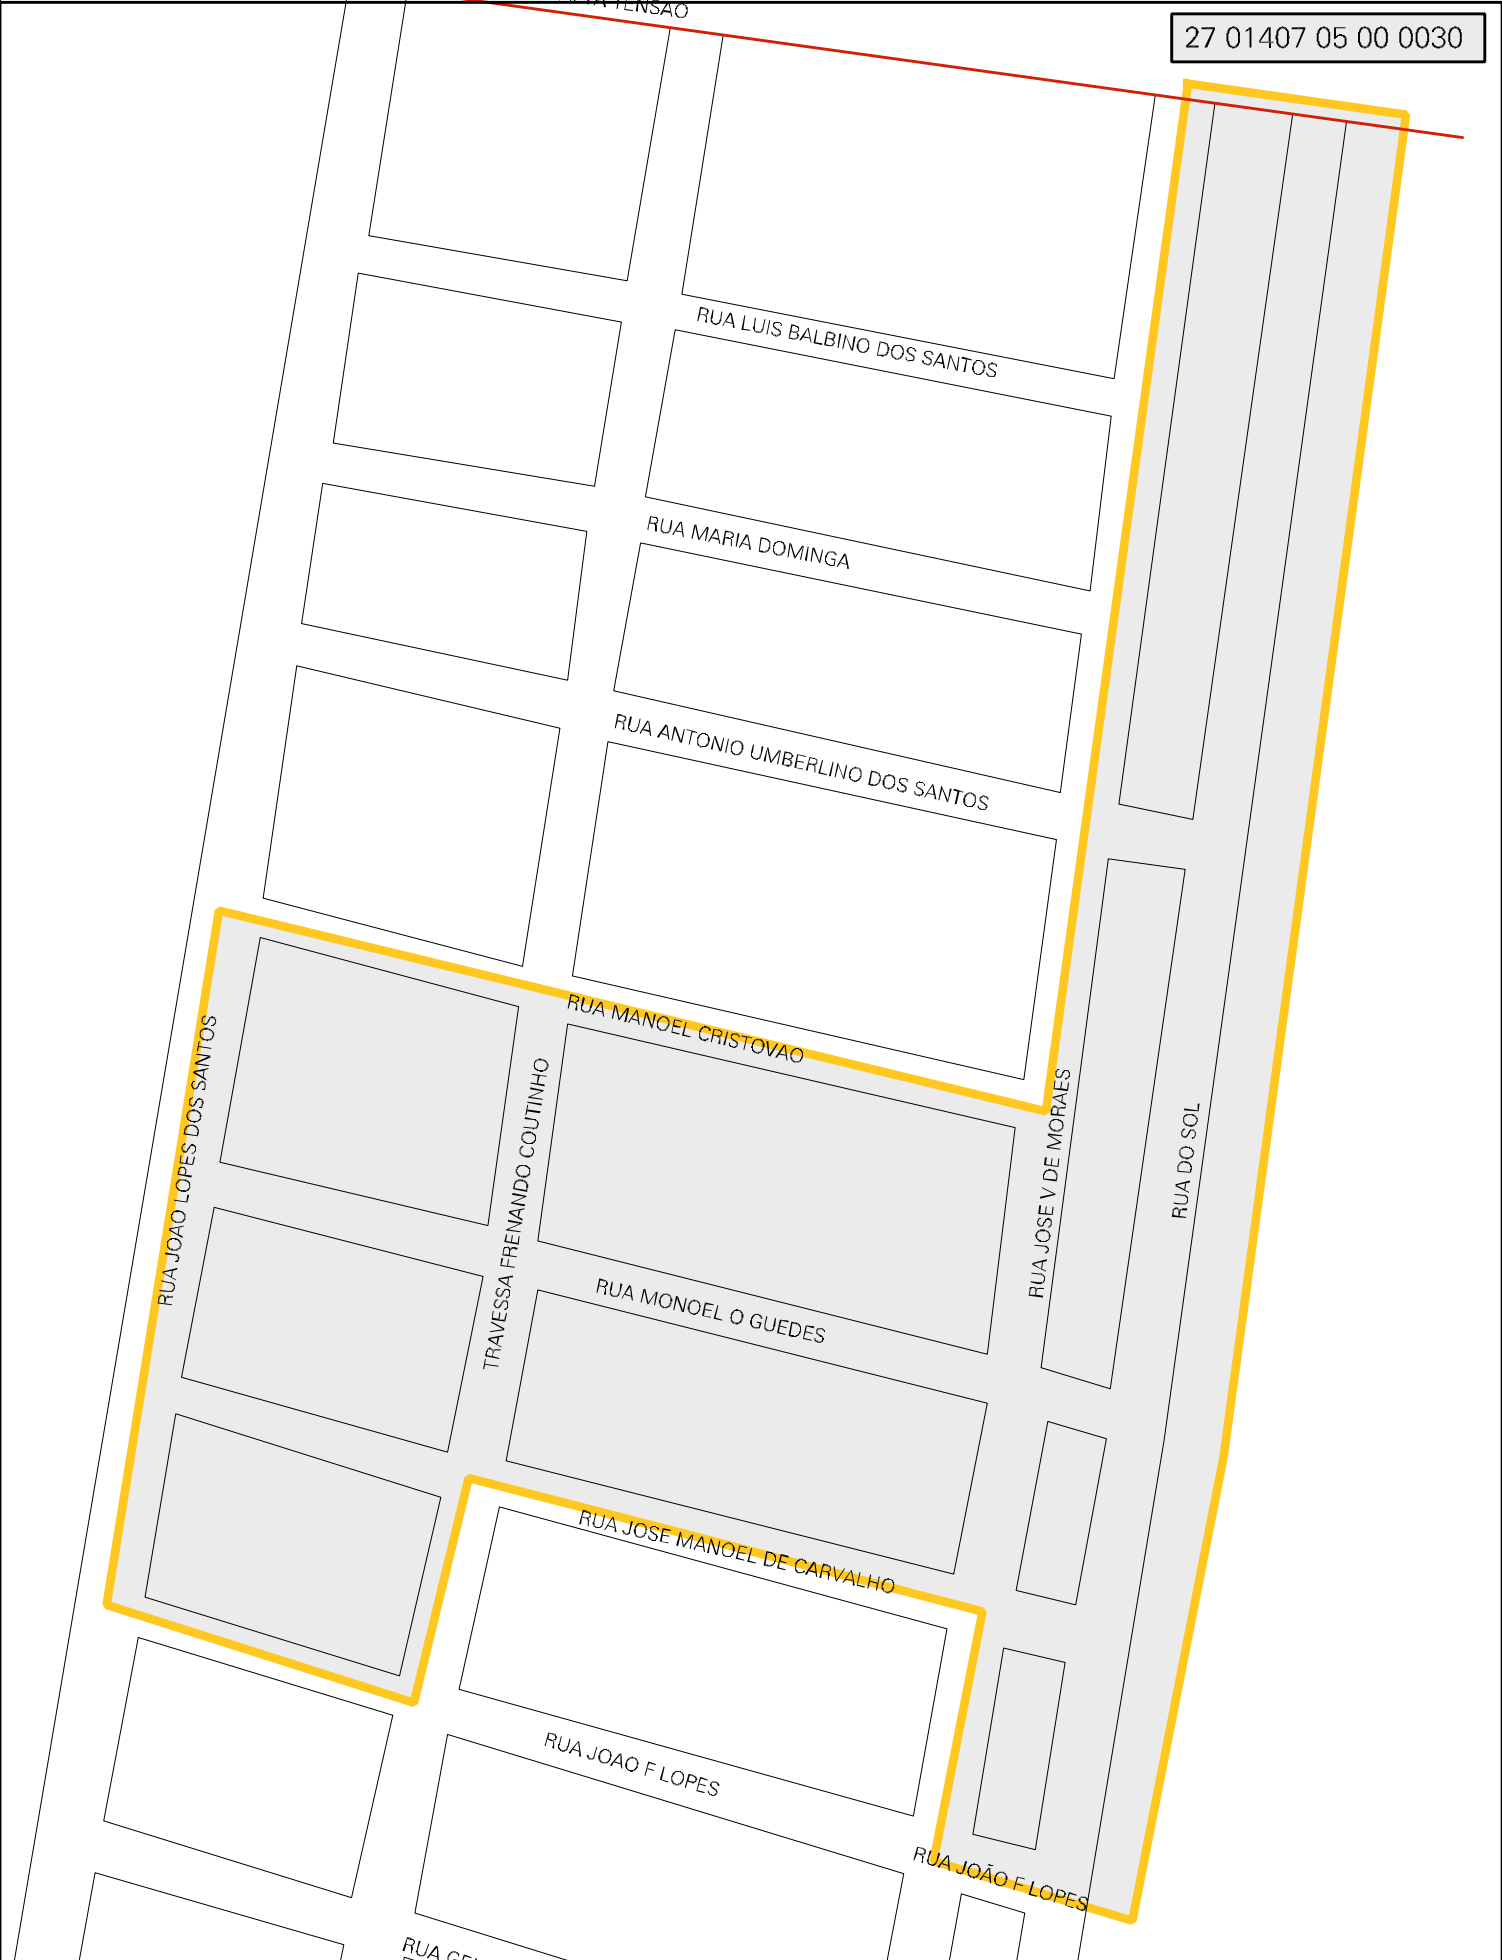 TENSAO
27 01407 05 00 0030
RUA LUIS BALBINO DOS SANTOS
RUA MARIA DOMINGA
RUA ANTONIO UMBERLINO DOS SANTOS
RUA MANOEL CRISTOVAO
RUA JOAO LOPES DOS SANTOS
TRAVESSA FRENANDO COUTINHO
RUA JOSE V DE MORAES
RUA DO SOL
RUA MONOEL O GUEDES
RUA JOSE MANOEL DE CARVALHO
RUA JOAO F LOPES
RUA JOÃO F LOPES
RUA